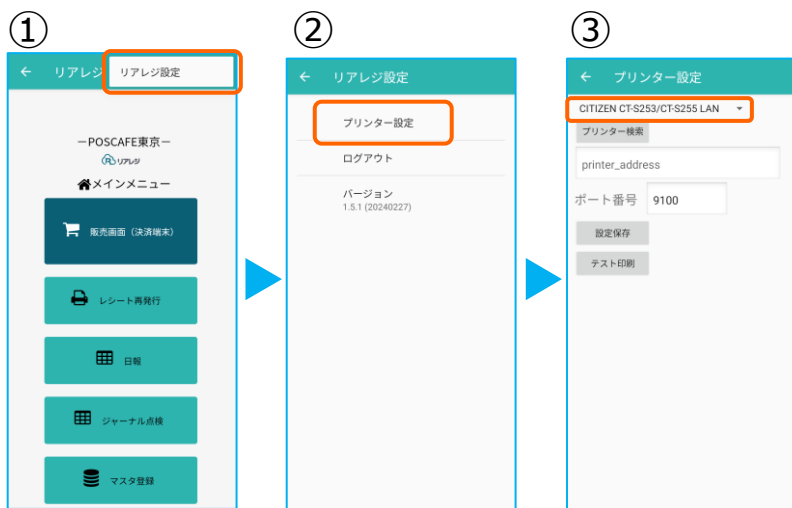 ①
← リアレジ リアレジ設定
ーPOSCAFE東京ー
リアレジ
メインメニュー
販売画面（決済端末）
レシート再発行
日報
ジャーナル点検
マスタ登録
②
← リアレジ設定
プリンター設定
ログアウト
バージョン
1.5.1 (20240227)
③
← プリンター設定
CITIZEN CT-S253/CT-S255 LAN
プリンター検索
printer_address
ポート番号 9100
設定保存
テスト印刷